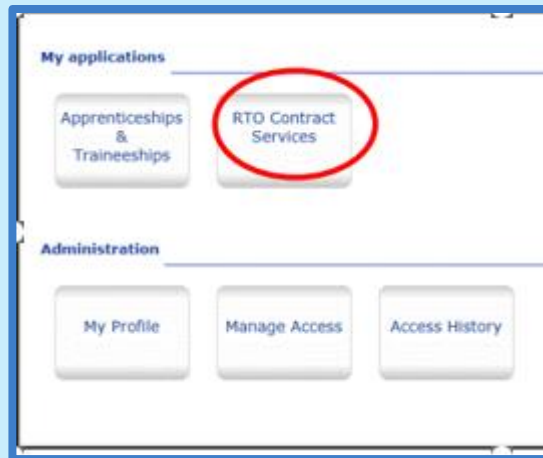 My applications
Apprenticeships
&
Traineeships
RTO Contract
Services
Administration
My Profile
Manage Access
Access History